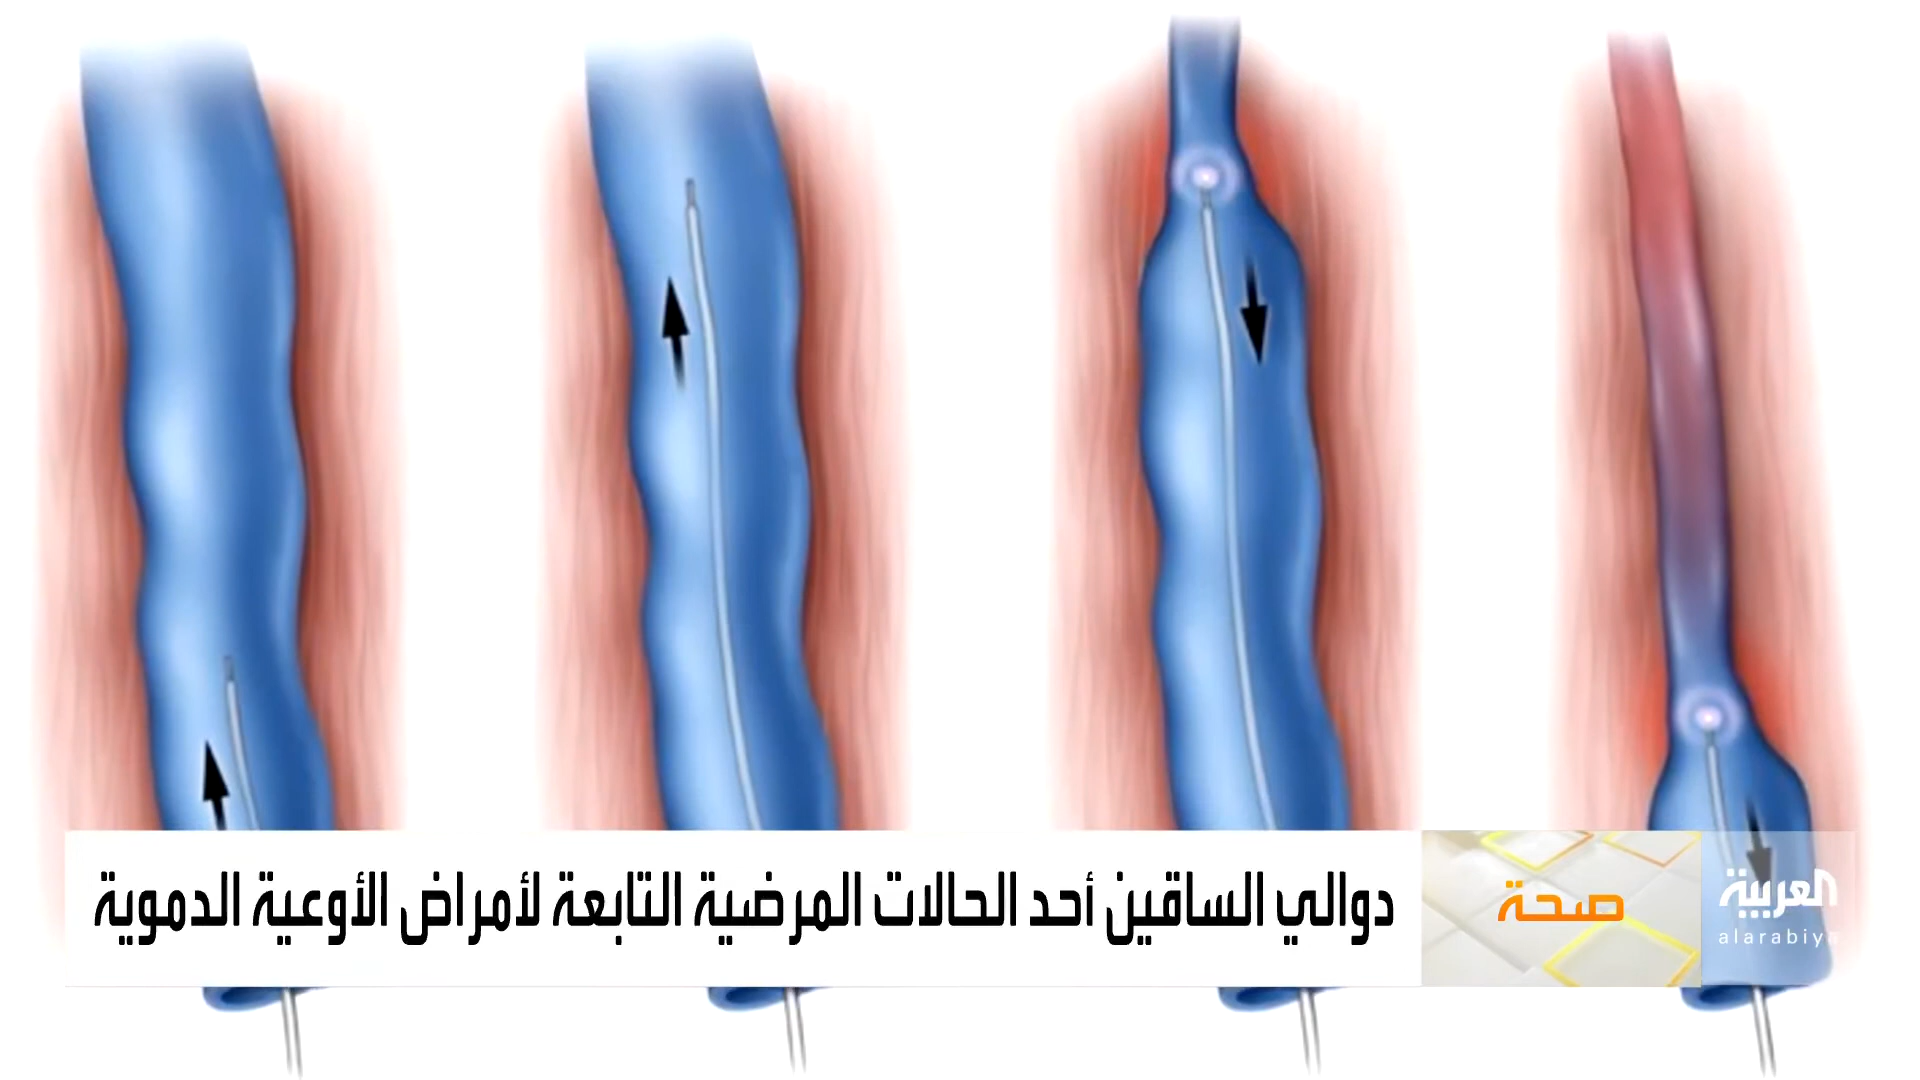 دوالي الساقين أحد الحالات المرضية التابعة لأمراض الأوعية الدموية
صحة
العربية
alarabiya